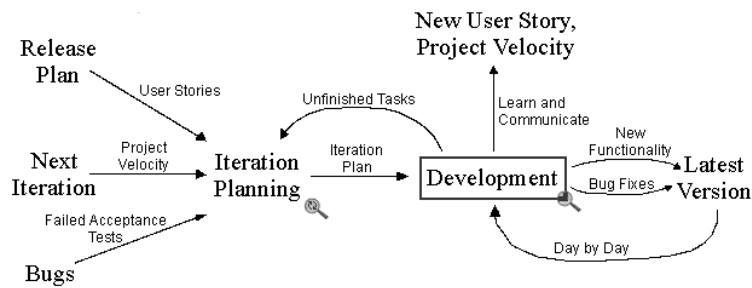 New User Story,
Project Velocity
Release
Plan
User Stories
Unfinished Tasks
Learn and
Communicate
Next
Iteration
Project
Velocity
Iteration
Planning
Iteration
Plan
Development
New
Functionality
Bug Fixes
Latest
Version
Failed Acceptance
Tests
Bugs
Day by Day